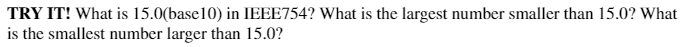 TRY IT! What is 15.0(base10) in IEEE754? What is the largest number smaller than 15.0? What
is the smallest number larger than 15.0?